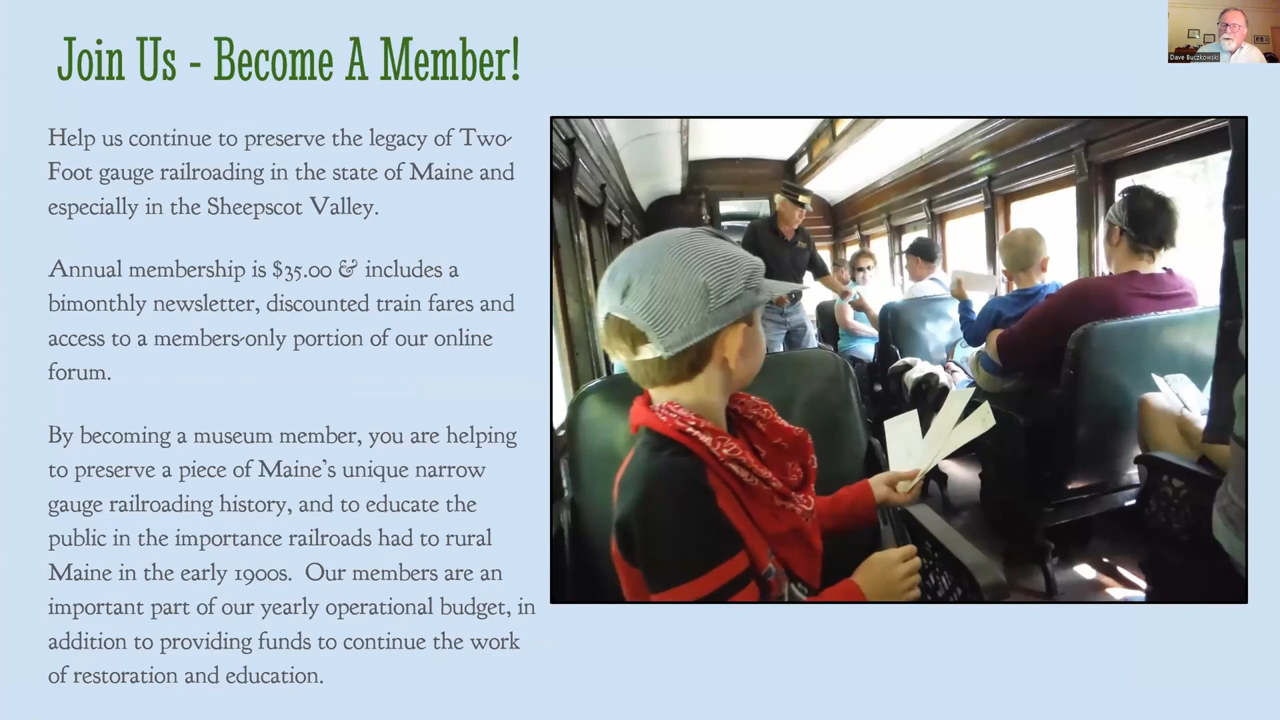 Join Us - Become A Member!
Dave Buczkowski
Help us continue to preserve the legacy of Two-
Foot gauge railroading in the state of Maine and
especially in the Sheepscot Valley.
Annual membership is $35.00 & includes a
bimonthly newsletter, discounted train fares and
access to a members-only portion of our online
forum.
By becoming a museum member, you are helping
to preserve a piece of Maine's unique narrow
gauge railroading history, and to educate the
public in the importance railroads had to rural
Maine in the early 1900s.  Our members are an
important part of our yearly operational budget, in
addition to providing funds to continue the work
of restoration and education.